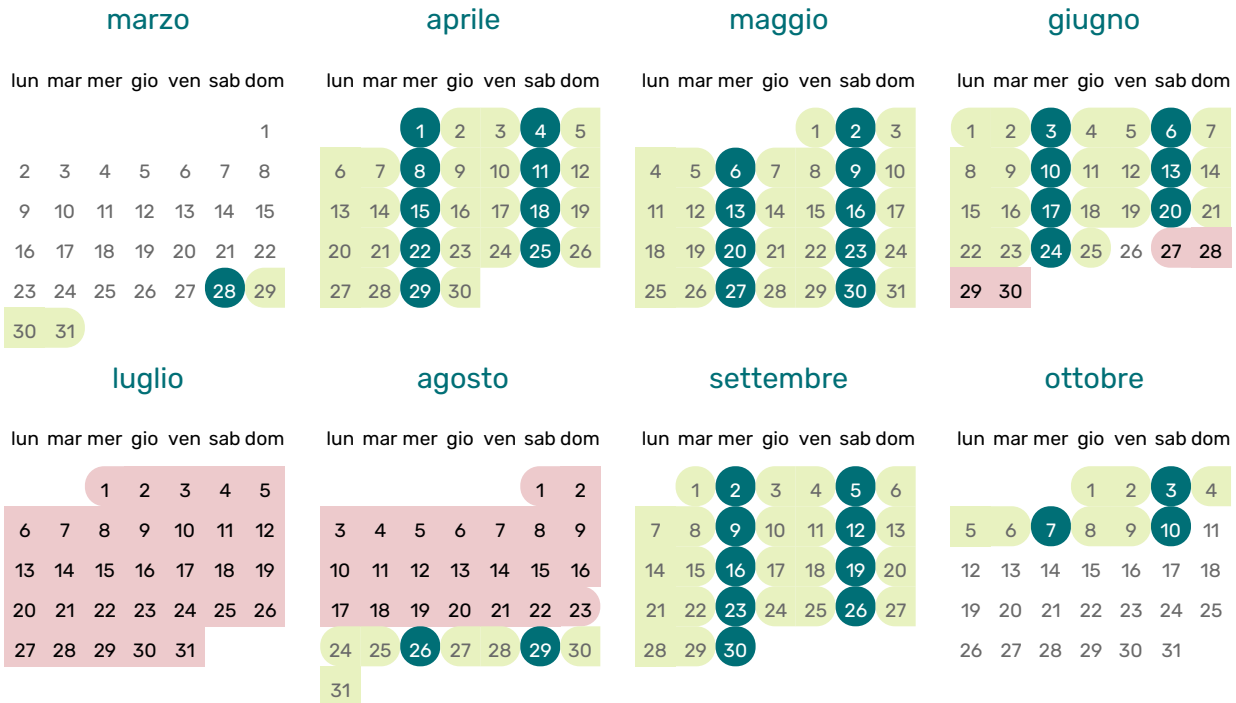 marzo aprile maggio giugno
lun mar mer gio ven sab dom lun mar mer gio ven sab dom lun mar mer gio ven sab dom lun mar mer gio ven sab dom
1 1 2 3 4 5 1 2 3 1 2 3 4 5 6 7
2 3 4 5 6 7 8 6 7 8 9 10 11 12 4 5 6 7 8 9 10 8 9 10 11 12 13 14
9 10 11 12 13 14 15 13 14 15 16 17 18 19 11 12 13 14 15 16 17 15 16 17 18 19 20 21
16 17 18 19 20 21 22 20 21 22 23 24 25 26 18 19 20 21 22 23 24 22 23 24 25 26 27 28
23 24 25 26 27 28 29 27 28 29 30 25 26 27 28 29 30 31 29 30
30 31
luglio agosto settembre ottobre
lun mar mer gio ven sab dom lun mar mer gio ven sab dom lun mar mer gio ven sab dom lun mar mer gio ven sab dom
1 2 3 4 5 1 2 1 2 3 4 5 6 1 2 3 4
6 7 8 9 10 11 12 3 4 5 6 7 8 9 7 8 9 10 11 12 13 5 6 7 8 9 10 11
13 14 15 16 17 18 19 10 11 12 13 14 15 16 14 15 16 17 18 19 20 12 13 14 15 16 17 18
20 21 22 23 24 25 26 17 18 19 20 21 22 23 21 22 23 24 25 26 27 19 20 21 22 23 24 25
27 28 29 30 31 24 25 26 27 28 29 30 28 29 30 26 27 28 29 30 31
31